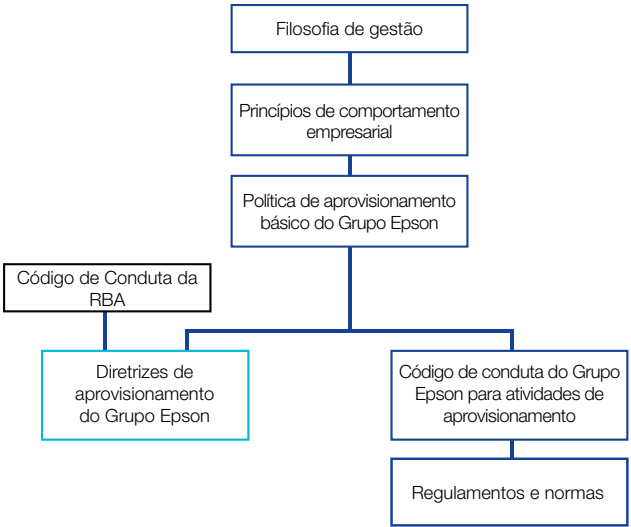 Filosofia de gestão
Princípios de comportamento
empresarial
Política de aprovisionamento
básico do Grupo Epson
Código de Conduta da
RBA
Diretrizes de
aprovisionamento
do Grupo Epson
Código de conduta do Grupo
Epson para atividades de
aprovisionamento
Regulamentos e normas